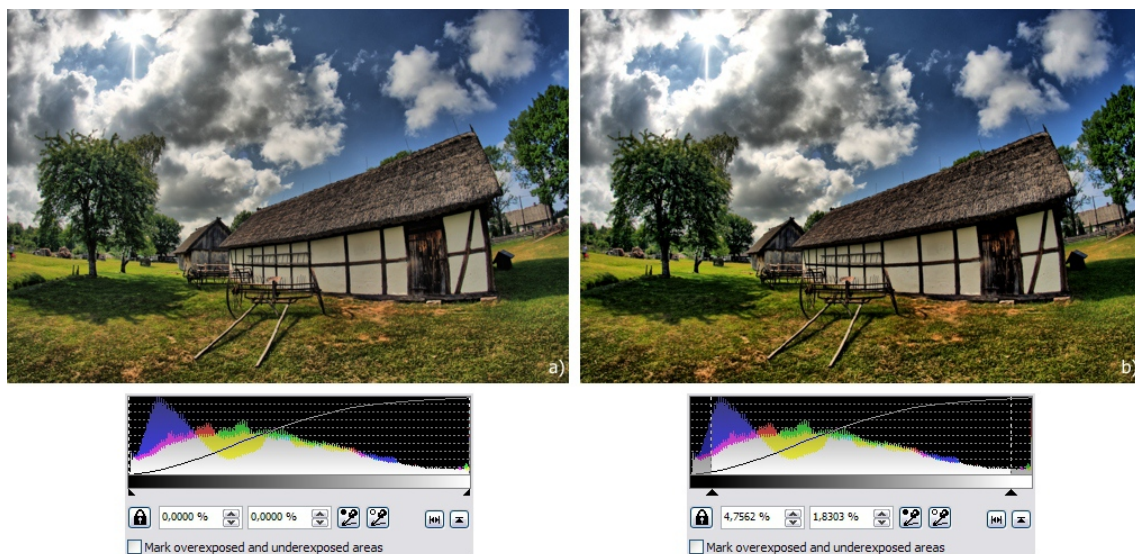 a)
b)
0,0000 % 0,0000 %
4,7562 % 1,8303 %
Mark overexposed and underexposed areas
Mark overexposed and underexposed areas